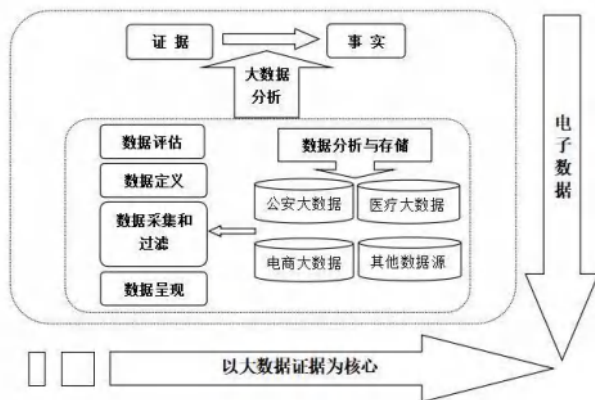 证 据
事 实
大数据
分析
数据评估
数据定义
数据采集和
过滤
数据呈现
数据分析与存储
公安大数据
医疗大数据
电商大数据
其他数据源
电子数据
以大数据证据为核心